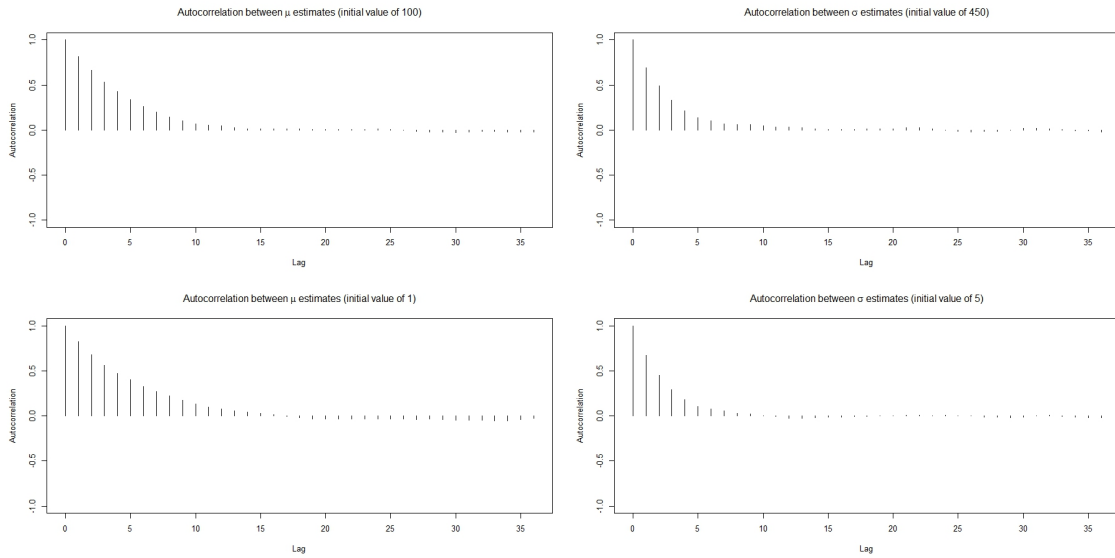 Autocorrelation between μ estimates (initial value of 100)
1.0
0.5
0.0
-0.5
-1.0
Autocorrelation
0 5 10 15 20 25 30 35
Lag
Autocorrelation between σ estimates (initial value of 450)
1.0
0.5
0.0
-0.5
-1.0
Autocorrelation
0 5 10 15 20 25 30 35
Lag
Autocorrelation between μ estimates (initial value of 1)
1.0
0.5
0.0
-0.5
-1.0
Autocorrelation
0 5 10 15 20 25 30 35
Lag
Autocorrelation between σ estimates (initial value of 5)
1.0
0.5
0.0
-0.5
-1.0
Autocorrelation
0 5 10 15 20 25 30 35
Lag